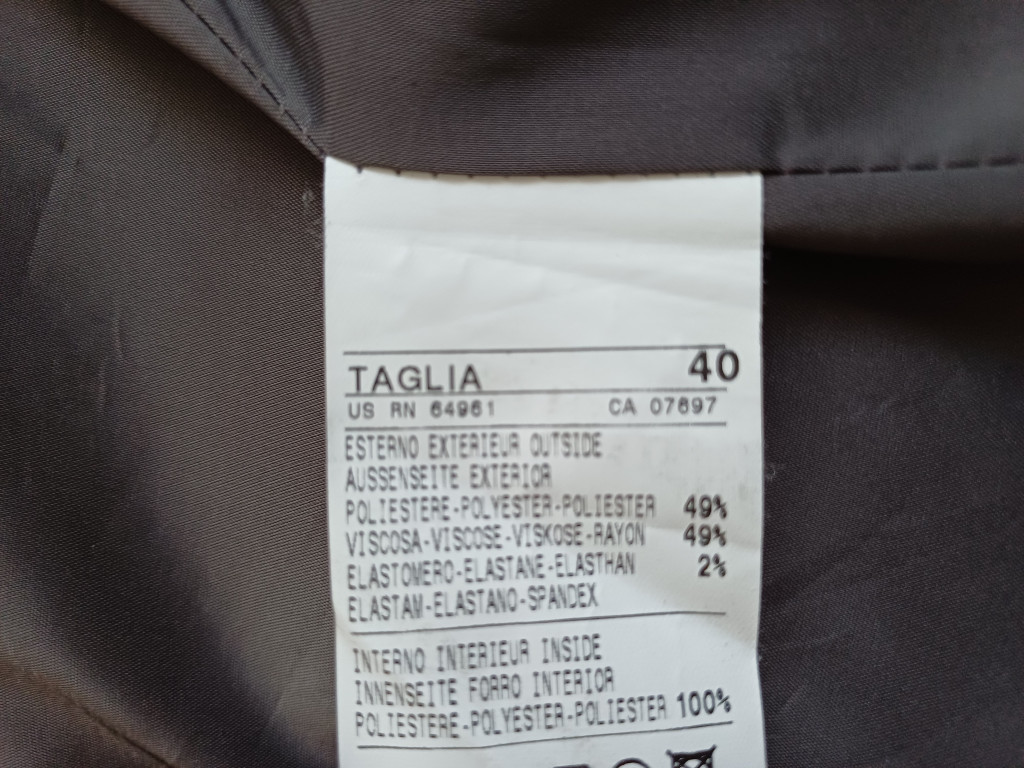 TAGLIA 40
US RN 64961 CA 07697
ESTERNO EXTERIEUR OUTSIDE
AUSSENSEITE EXTERIOR
POLIESTERE-POLYESTER-POLIESTER 49%
VISCOSA-VISCOSE-VISKOSE-RAYON 49%
ELASTOMERO-ELASTANE-ELASTHAN 2%
ELASTAM-ELASTANO-SPANDEX
INTERNO INTERIEUR INSIDE
INNENSEITE FORRO INTERIOR
POLIESTERE-POLYESTER-POLIESTER 100%